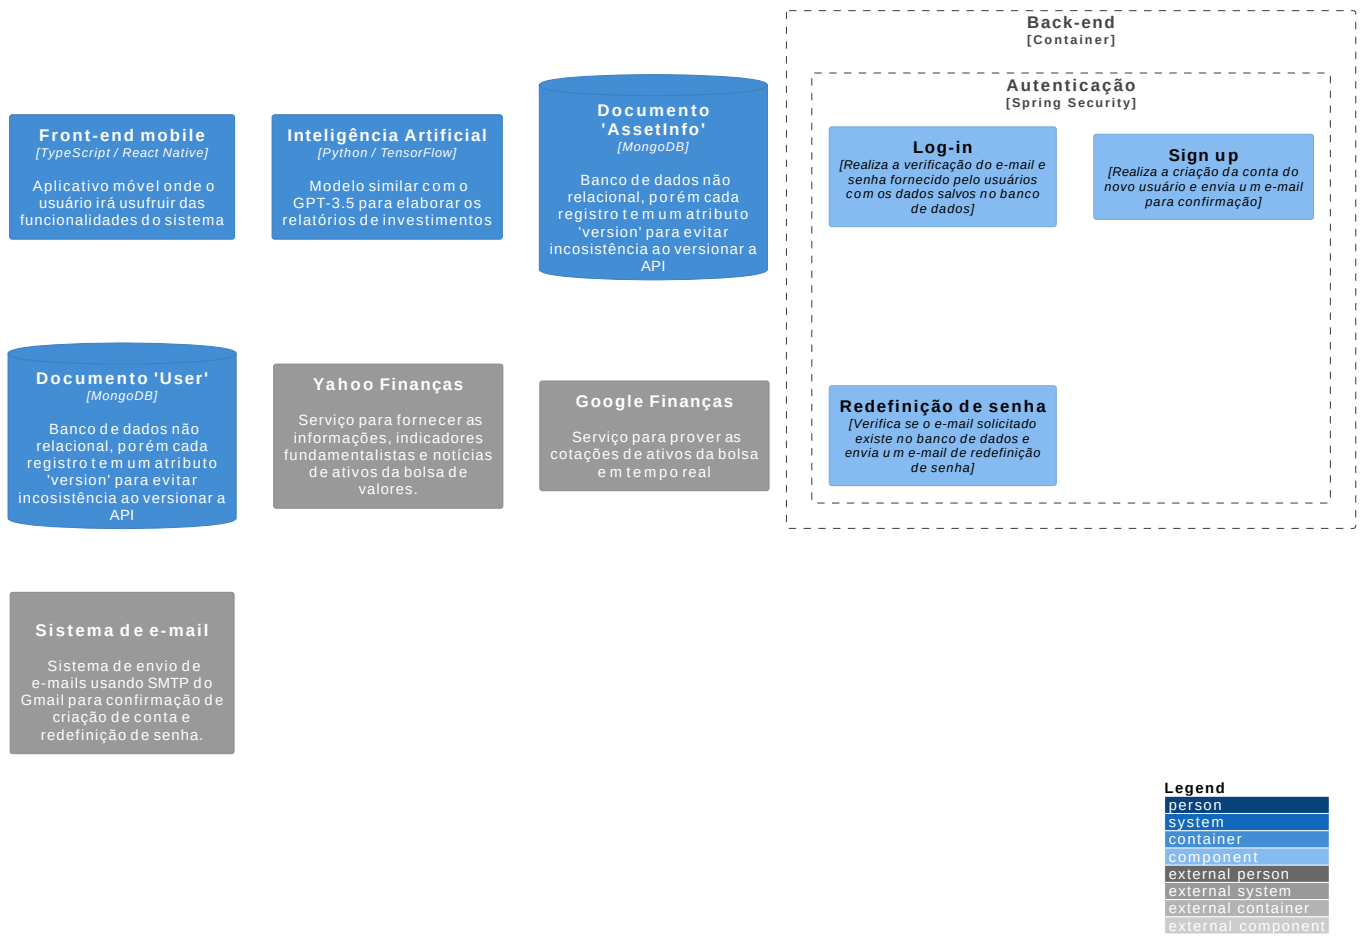 Back-end
[Container]
Autenticação
[Spring Security]
Front-end mobile
[TypeScript / React Native]
Aplicativo móvel onde o
usuário irá usufruir das
funcionalidades do sistema
Inteligência Artificial
[Python / TensorFlow]
Modelo similar com o
GPT-3.5 para elaborar os
relatórios de investimentos
Documento
'AssetInfo'
[MongoDB]
Banco de dados não
relacional, porém cada
registro tem um atributo
'version' para evitar
incosistência ao versionar a
API
Log-in
[Realiza a verificação do e-mail e
senha fornecido pelo usuários
com os dados salvos no banco
de dados]
Sign up
[Realiza a criação da conta do
novo usuário e envia um e-mail
para confirmação]
Documento 'User'
[MongoDB]
Banco de dados não
relacional, porém cada
registro tem um atributo
'version' para evitar
incosistência ao versionar a
API
Yahoo Finanças
Serviço para fornecer as
informações, indicadores
fundamentalistas e notícias
de ativos da bolsa de
valores.
Google Finanças
Serviço para prover as
cotações de ativos da bolsa
em tempo real
Redefinição de senha
[Verifica se o e-mail solicitado
existe no banco de dados e
envia um e-mail de redefinição
de senha]
Sistema de e-mail
Sistema de envio de
e-mails usando SMTP do
Gmail para confirmação de
criação de conta e
redefinição de senha.
Legend
person
system
container
component
external person
external system
external container
external component